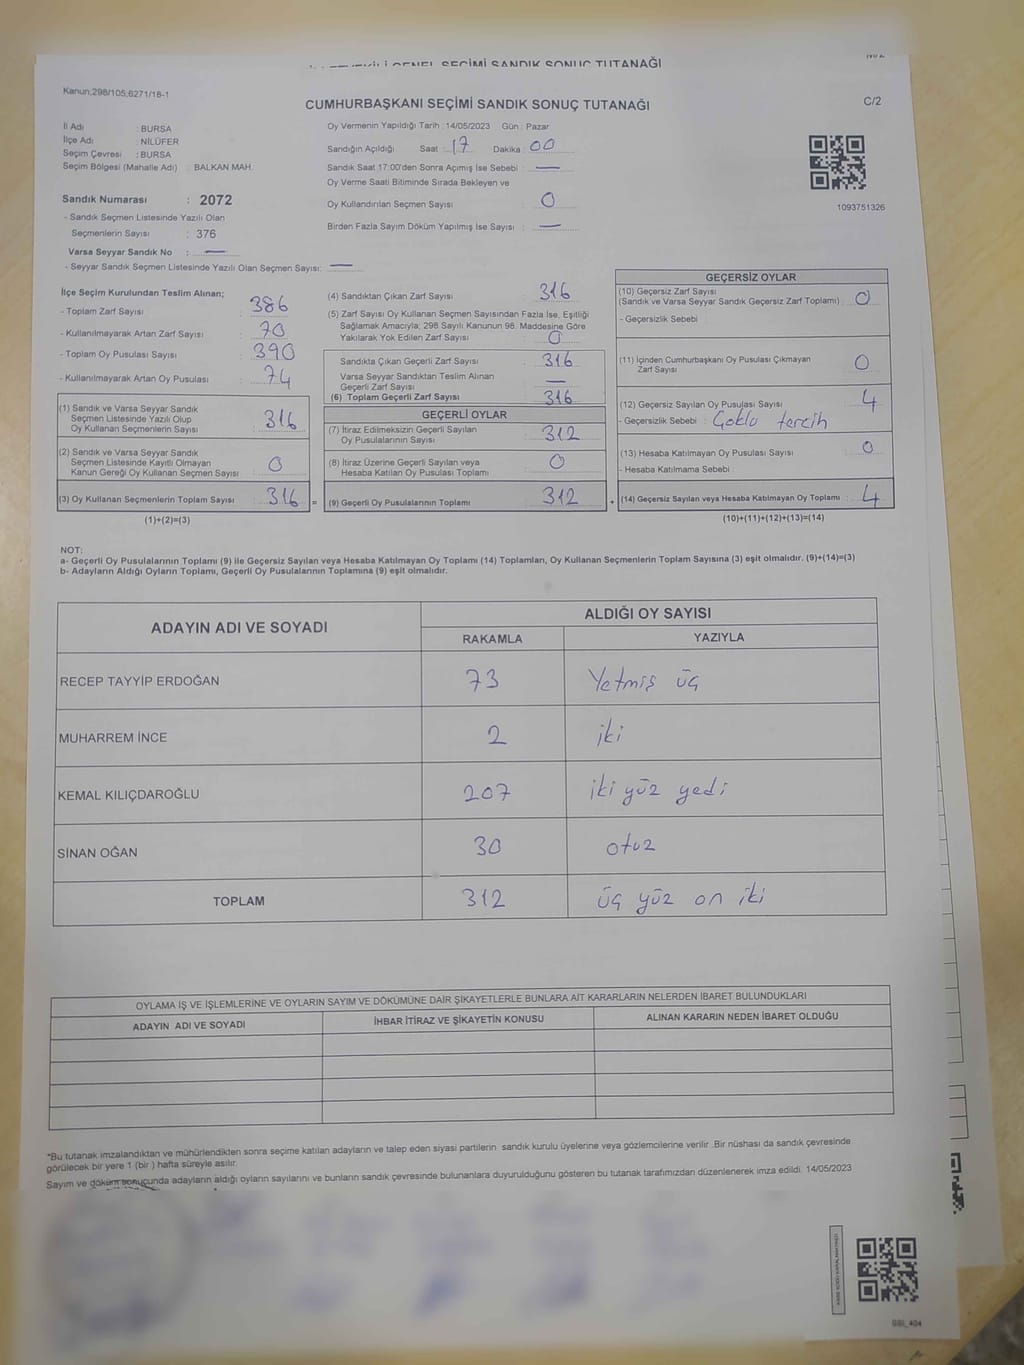 GENEL SEÇİMİ SANDIK SONUÇ TUTANAĞI
Kanun;298/105;6271/18-1
CUMHURBAŞKANI SEÇİMİ SANDIK SONUÇ TUTANAĞI
C/2
İl Adı : BURSA
İlçe Adı : NİLÜFER
Seçim Çevresi : BURSA
Seçim Bölgesi (Mahalle Adı) : BALKAN MAH.
Oy Vermenin Yapıldığı Tarih : 14/05/2023 Gün : Pazar
Sandığın Açıldığı Saat : 17 Dakika : 00
Sandık Saat 17:00'den Sonra Açımış İse Sebebi : —
Oy Verme Saati Bitiminde Sırada Bekleyen ve
Oy Kullandırılan Seçmen Sayısı : 0
Birden Fazla Sayım Döküm Yapılmış İse Sayısı : —
1093751326
Sandık Numarası : 2072
- Sandık Seçmen Listesinde Yazılı Olan
Seçmenlerin Sayısı : 376
Varsa Seyyar Sandık No : —
- Seyyar Sandık Seçmen Listesinde Yazılı Olan Seçmen Sayısı: —
İlçe Seçim Kurulundan Teslim Alınan;
- Toplam Zarf Sayısı : 386
- Kullanılmayarak Artan Zarf Sayısı : 70
- Toplam Oy Pusulası Sayısı : 390
- Kullanılmayarak Artan Oy Pusulası : 74
(1) Sandık ve Varsa Seyyar Sandık
Seçmen Listesinde Yazılı Olup
Oy Kullanan Seçmenlerin Sayısı : 316
(2) Sandık ve Varsa Seyyar Sandık
Seçmen Listesinde Kayıtlı Olmayan
Kanun Gereği Oy Kullanan Seçmen Sayısı : 0
(3) Oy Kullanan Seçmenlerin Toplam Sayısı : 316 =
(1)+(2)=(3)
(4) Sandıktan Çıkan Zarf Sayısı : 316
(5) Zarf Sayısı Oy Kullanan Seçmen Sayısından Fazla İse, Eşitliği
Sağlamak Amacıyla; 298 Sayılı Kanunun 98. Maddesine Göre
Yakılarak Yok Edilen Zarf Sayısı : 0
Sandıkta Çıkan Geçerli Zarf Sayısı : 316
Varsa Seyyar Sandıktan Teslim Alınan
Geçerli Zarf Sayısı : —
(6) Toplam Geçerli Zarf Sayısı : 316
GEÇERLİ OYLAR
(7) İtiraz Edilmeksizin Geçerli Sayılan
Oy Pusulalarının Sayısı : 312
(8) İtiraz Üzerine Geçerli Sayılan veya
Hesaba Katılan Oy Pusulası Toplamı : 0
(9) Geçerli Oy Pusulalarının Toplamı : 312 +
GEÇERSİZ OYLAR
(10) Geçersiz Zarf Sayısı
(Sandık ve Varsa Seyyar Sandık Geçersiz Zarf Toplamı) : 0
- Geçersizlik Sebebi :
(11) İçinden Cumhurbaşkanı Oy Pusulası Çıkmayan
Zarf Sayısı : 0
(12) Geçersiz Sayılan Oy Pusulası Sayısı : 4
- Geçersizlik Sebebi : Çoklu tercih
(13) Hesaba Katılmayan Oy Pusulası Sayısı : 0
- Hesaba Katılmama Sebebi :
(14) Geçersiz Sayılan veya Hesaba Katılmayan Oy Toplamı : 4
(10)+(11)+(12)+(13)=(14)
NOT:
a- Geçerli Oy Pusulalarının Toplamı (9) ile Geçersiz Sayılan veya Hesaba Katılmayan Oy Toplamı (14) Toplamları, Oy Kullanan Seçmenlerin Toplam Sayısına (3) eşit olmalıdır. (9)+(14)=(3)
b- Adayların Aldığı Oyların Toplamı, Geçerli Oy Pusulalarının Toplamına (9) eşit olmalıdır.
ADAYIN ADI VE SOYADI
ALDIĞI OY SAYISI
RAKAMLA YAZIYLA
RECEP TAYYİP ERDOĞAN 73 Yetmiş üç
MUHARREM İNCE 2 iki
KEMAL KILIÇDAROĞLU 207 iki yüz yedi
SİNAN OĞAN 30 otuz
TOPLAM 312 üç yüz on iki
OYLAMA İŞ VE İŞLEMLERİNE VE OYLARIN SAYIM VE DÖKÜMÜNE DAİR ŞİKAYETLERLE BUNLARA AİT KARARLARIN NELERDEN İBARET BULUNDUKLARI
ADAYIN ADI VE SOYADI İHBAR İTİRAZ VE ŞİKAYETİN KONUSU ALINAN KARARIN NEDEN İBARET OLDUĞU
*Bu tutanak imzalandıktan ve mühürlendikten sonra seçime katılan adayların ve talep eden siyasi partilerin sandık kurulu üyelerine veya gözlemcilerine verilir .Bir nüshası da sandık çevresinde
görülecek bir yere 1 (bir ) hafta süreyle asılır.
Sayım ve döküm sonucunda adayların aldığı oyların sayılarını ve bunların sandık çevresinde bulunanlara duyurulduğunu gösteren bu tutanak tarafımızdan düzenlenerek imza edildi. 14/05/2023
SSI_404